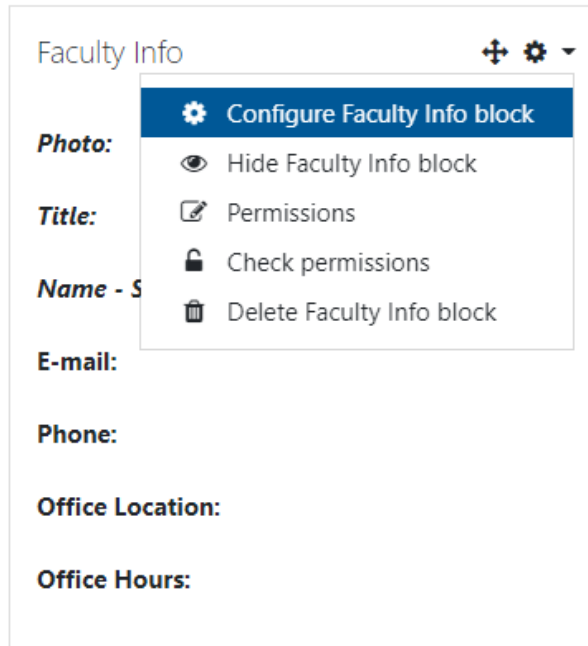 Faculty Info
Configure Faculty Info block
Photo:
Hide Faculty Info block
Title:
Permissions
Check permissions
Name - S
Delete Faculty Info block
E-mail:
Phone:
Office Location:
Office Hours: